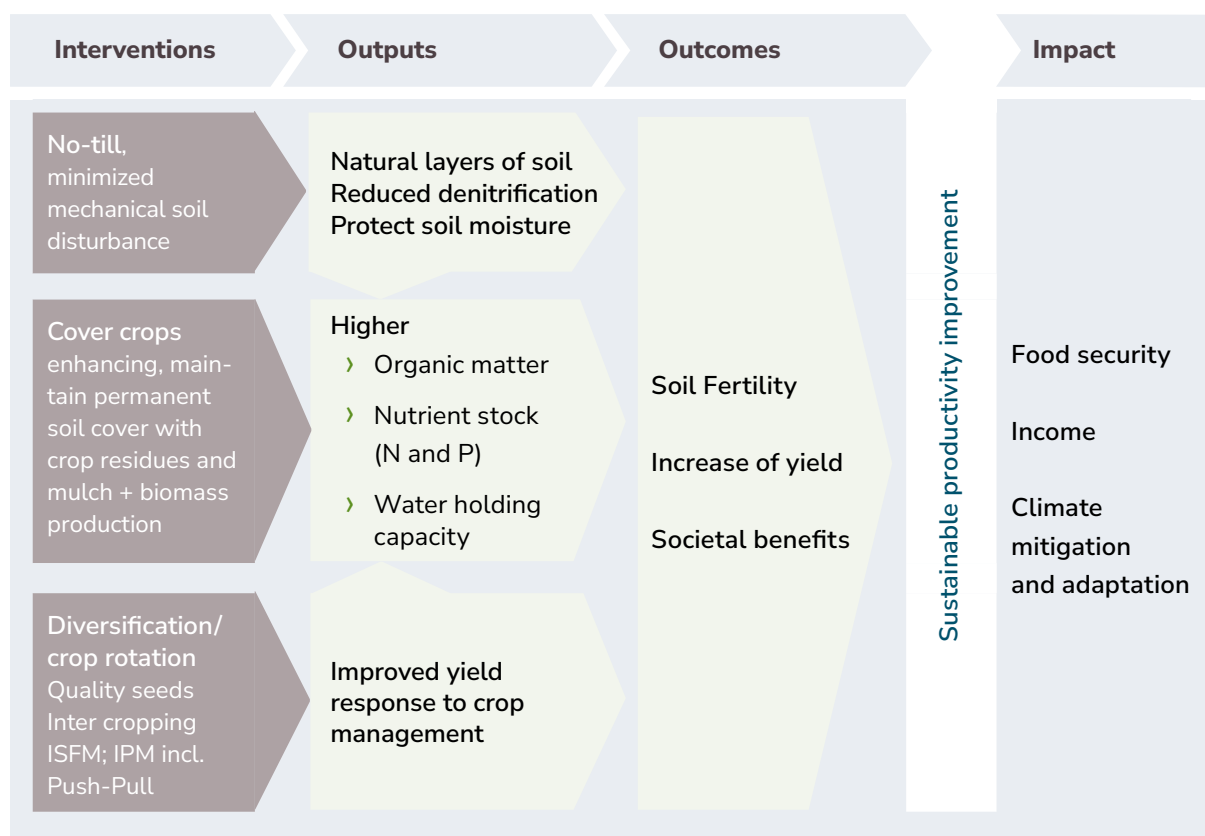 Interventions
Outputs
Outcomes
Impact
No-till,
minimized
mechanical soil
disturbance
Natural layers of soil
Reduced denitrification
Protect soil moisture
Cover crops
enhancing, main-
tain permanent
soil cover with
crop residues and
mulch + biomass
production
Higher
› Organic matter
› Nutrient stock
(N and P)
› Water holding
capacity
Diversification/
crop rotation
Quality seeds
Inter cropping
ISFM; IPM incl.
Push-Pull
Improved yield
response to crop
management
Soil Fertility
Increase of yield
Societal benefits
Sustainable productivity improvement
Food security
Income
Climate
mitigation
and adaptation